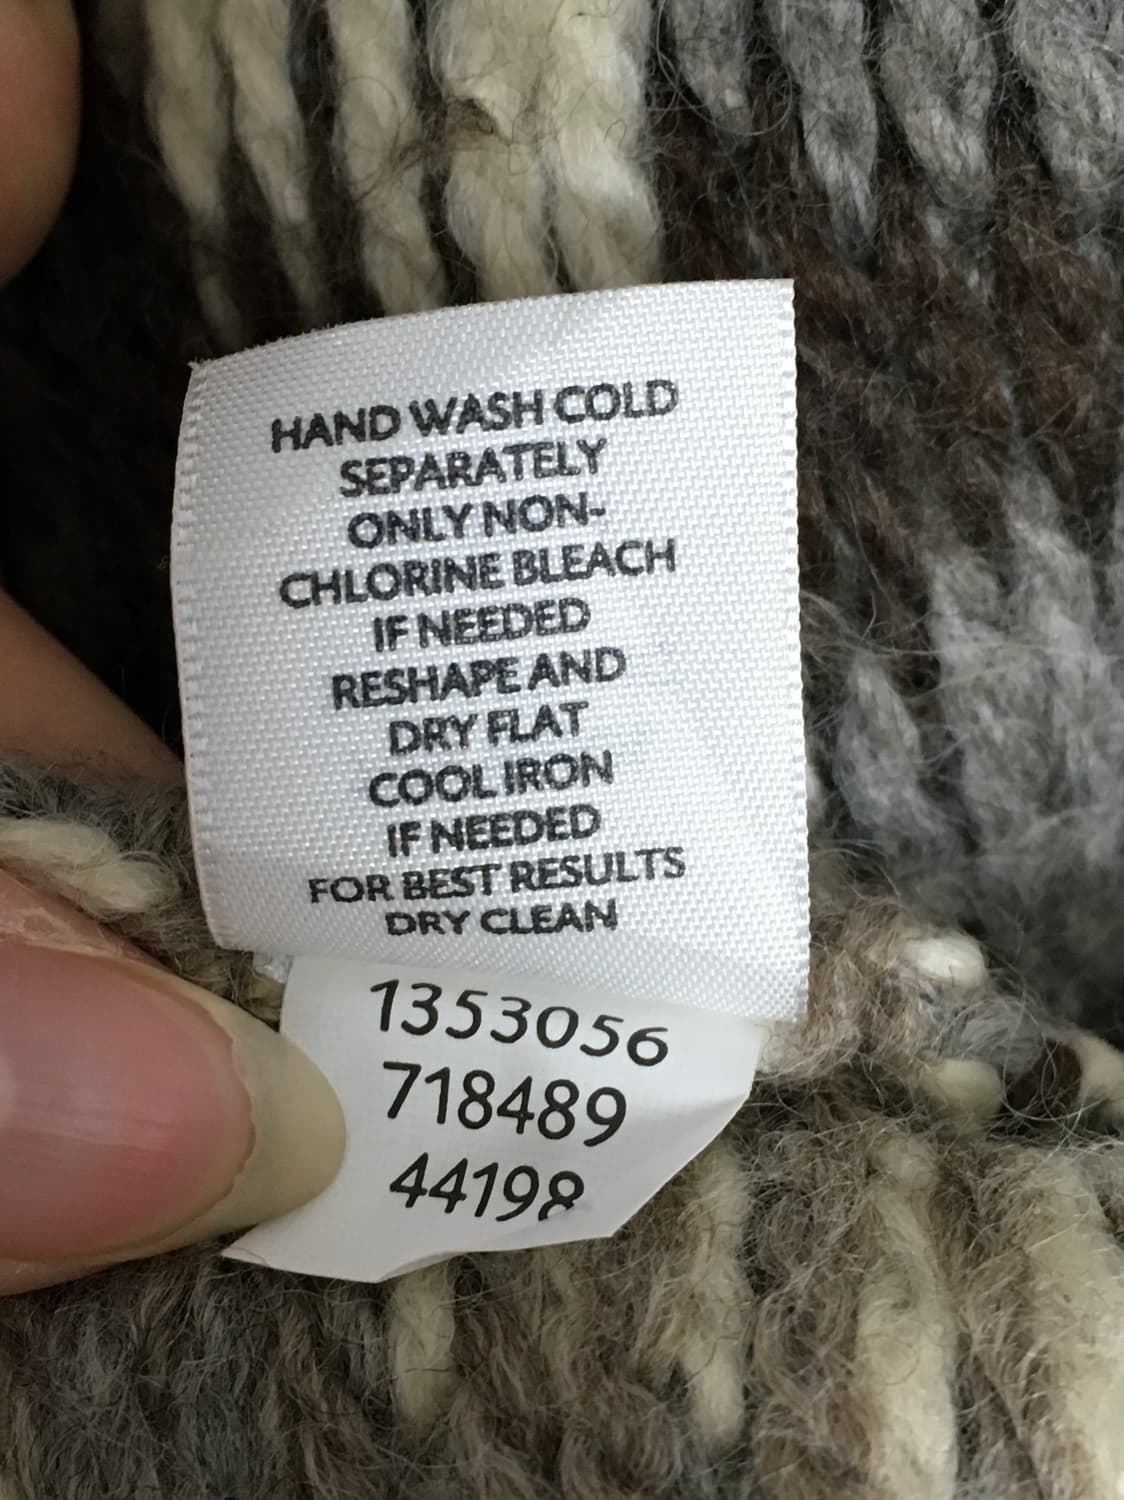 HAND WASH COLD
SEPARATELY
ONLY NON-
CHLORINE BLEACH
IF NEEDED
RESHAPE AND
DRY FLAT
COOL IRON
IF NEEDED
FOR BEST RESULTS
DRY CLEAN
1353056
718489
44198